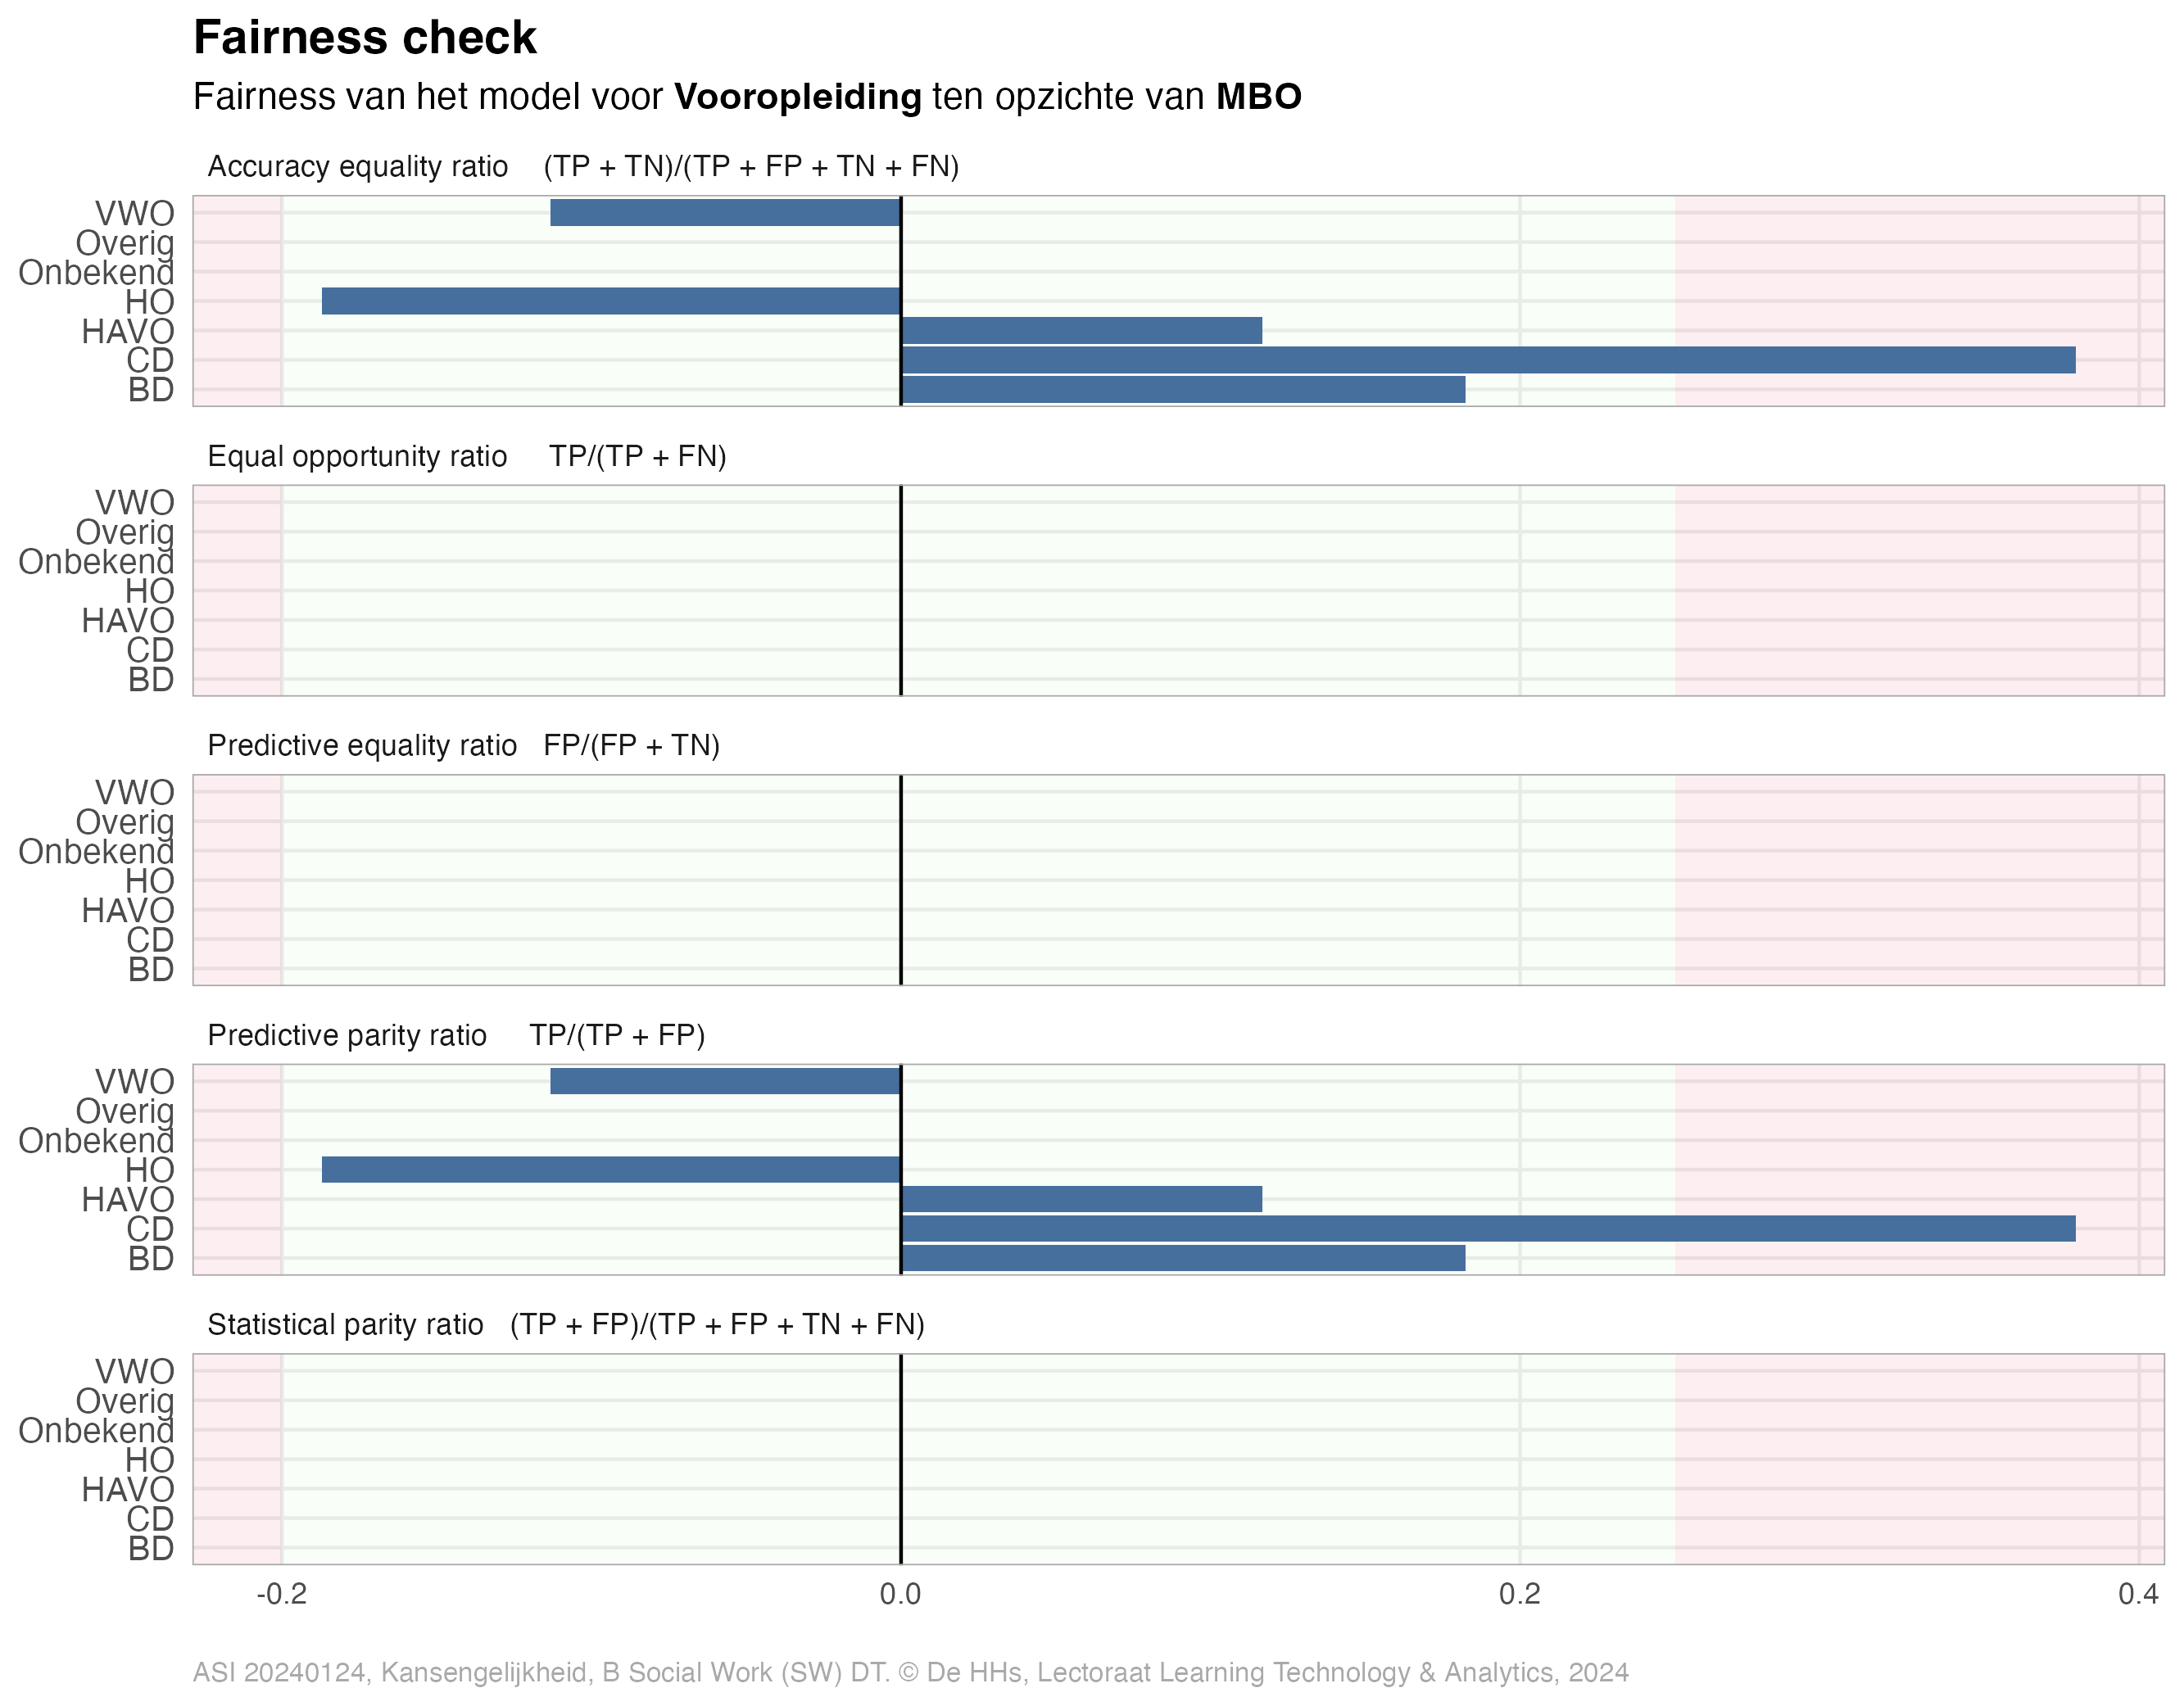 Fairness check
Fairness van het model voor Vooropleiding ten opzichte van MBO
Accuracy equality ratio (TP + TN)/(TP + FP + TN + FN)
VWO
Overig
Onbekend
HO
HAVO
CD
BD
Equal opportunity ratio TP/(TP + FN)
VWO
Overig
Onbekend
HO
HAVO
CD
BD
Predictive equality ratio FP/(FP + TN)
VWO
Overig
Onbekend
HO
HAVO
CD
BD
Predictive parity ratio TP/(TP + FP)
VWO
Overig
Onbekend
HO
HAVO
CD
BD
Statistical parity ratio (TP + FP)/(TP + FP + TN + FN)
VWO
Overig
Onbekend
HO
HAVO
CD
BD
-0.2 0.0 0.2 0.4
ASI 20240124, Kansengelijkheid, B Social Work (SW) DT. © De HHs, Lectoraat Learning Technology & Analytics, 2024